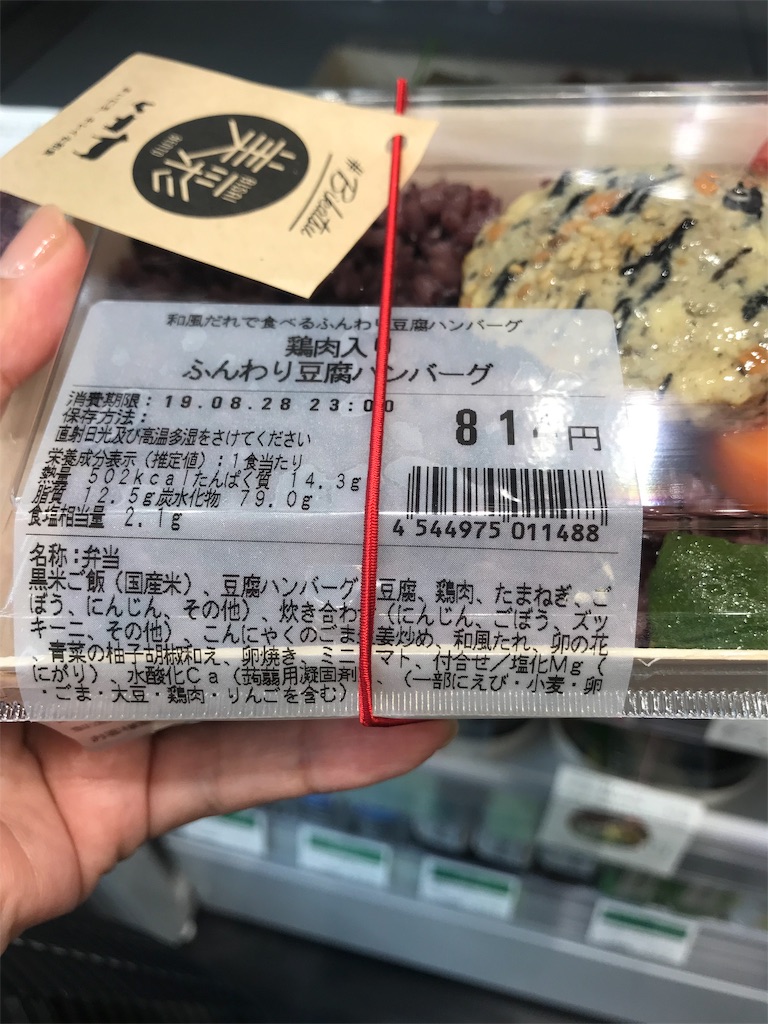 #Bisaitu
美彩
BISAI
和風だれで食べるふんわり豆腐ハンバーグ
鶏肉入り
ふんわり豆腐ハンバーグ
消費期限:19.08.28 23:00
保存方法:
直射日光及び高温多湿をさけてください
81 円
栄養成分表示(推定値):1食当たり
熱量 502kcal たんぱく質 14.3g
脂質 12.5g 炭水化物 79.0g
食塩相当量 2.1g
4 544975 011488
名称:弁当
黒米ご飯(国産米)、豆腐ハンバーグ 豆腐、鶏肉、たまねぎ、ご
ぼう、にんじん、その他)、炊き合わ (にんじん、ごぼう、ズッ
キーニ、その他)、こんにゃくのごま 姜炒め、和風たれ、卯の花
、青菜の柚子胡椒和え、卵焼き、ミニ マト、付合せ/塩化Mg(
にがり)、水酸化Ca(蒟蒻用凝固剤 、(一部にえび・小麦・卵
・ごま・大豆・鶏肉・りんごを含む)